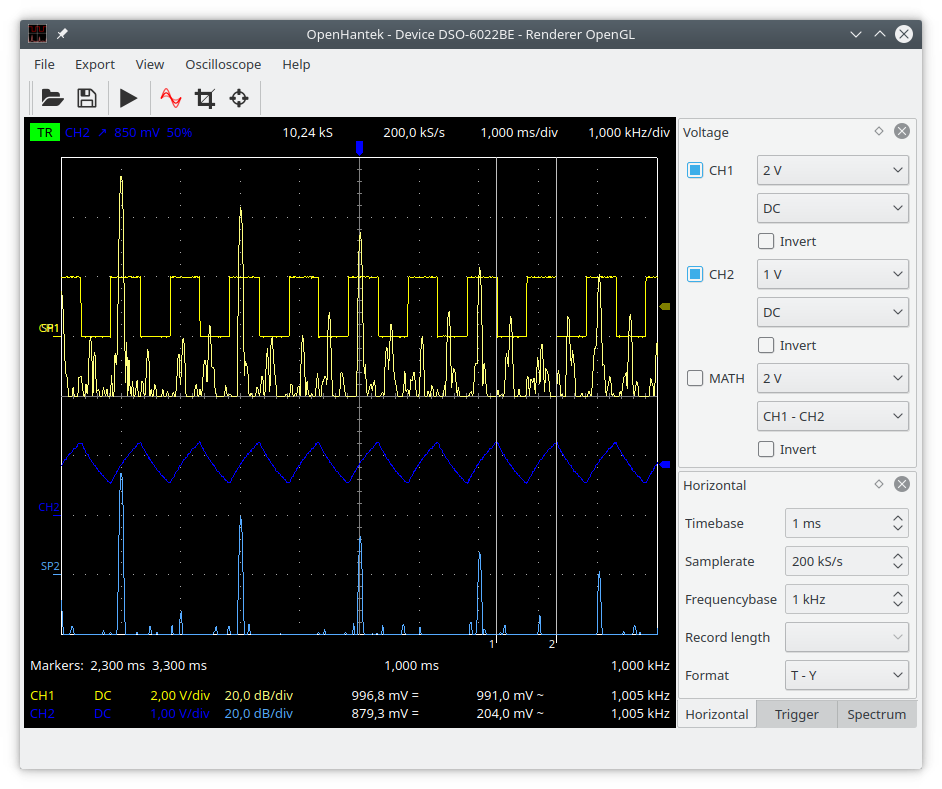 OpenHantek - Device DSO-6022BE - Renderer OpenGL
File Export View Oscilloscope Help
TR CH2 ↗ 850 mV 50% 10,24 kS 200,0 kS/s 1,000 ms/div 1,000 kHz/div
CH2
SP2
1 2
Markers: 2,300 ms 3,300 ms 1,000 ms 1,000 kHz
CH1 DC 2,00 V/div 20,0 dB/div 996,8 mV = 991,0 mV ~ 1,005 kHz
CH2 DC 1,00 V/div 20,0 dB/div 879,3 mV = 204,0 mV ~ 1,005 kHz
Voltage
CH1 2 V
DC
Invert
CH2 1 V
DC
Invert
MATH 2 V
CH1 - CH2
Invert
Horizontal
Timebase 1 ms
Samplerate 200 kS/s
Frequencybase 1 kHz
Record length
Format T - Y
Horizontal Trigger Spectrum